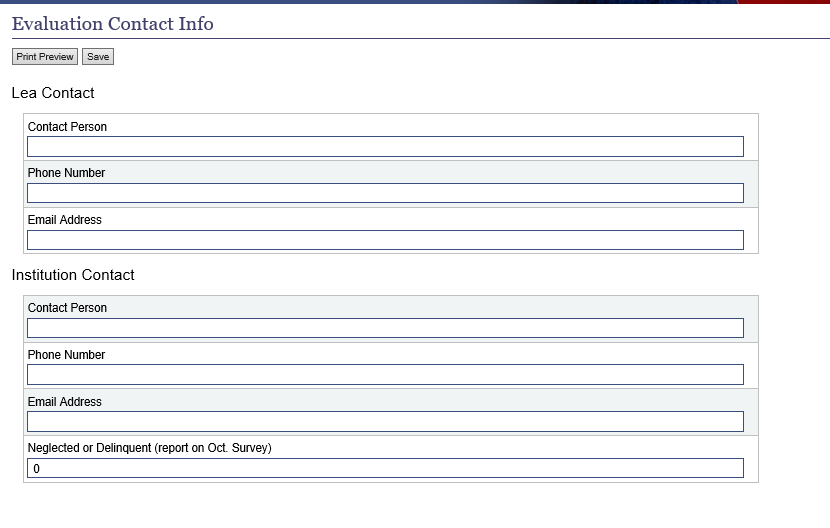 Evaluation Contact Info
Print Preview Save
Lea Contact
Contact Person
Phone Number
Email Address
Institution Contact
Contact Person
Phone Number
Email Address
Neglected or Delinquent (report on Oct. Survey)
0